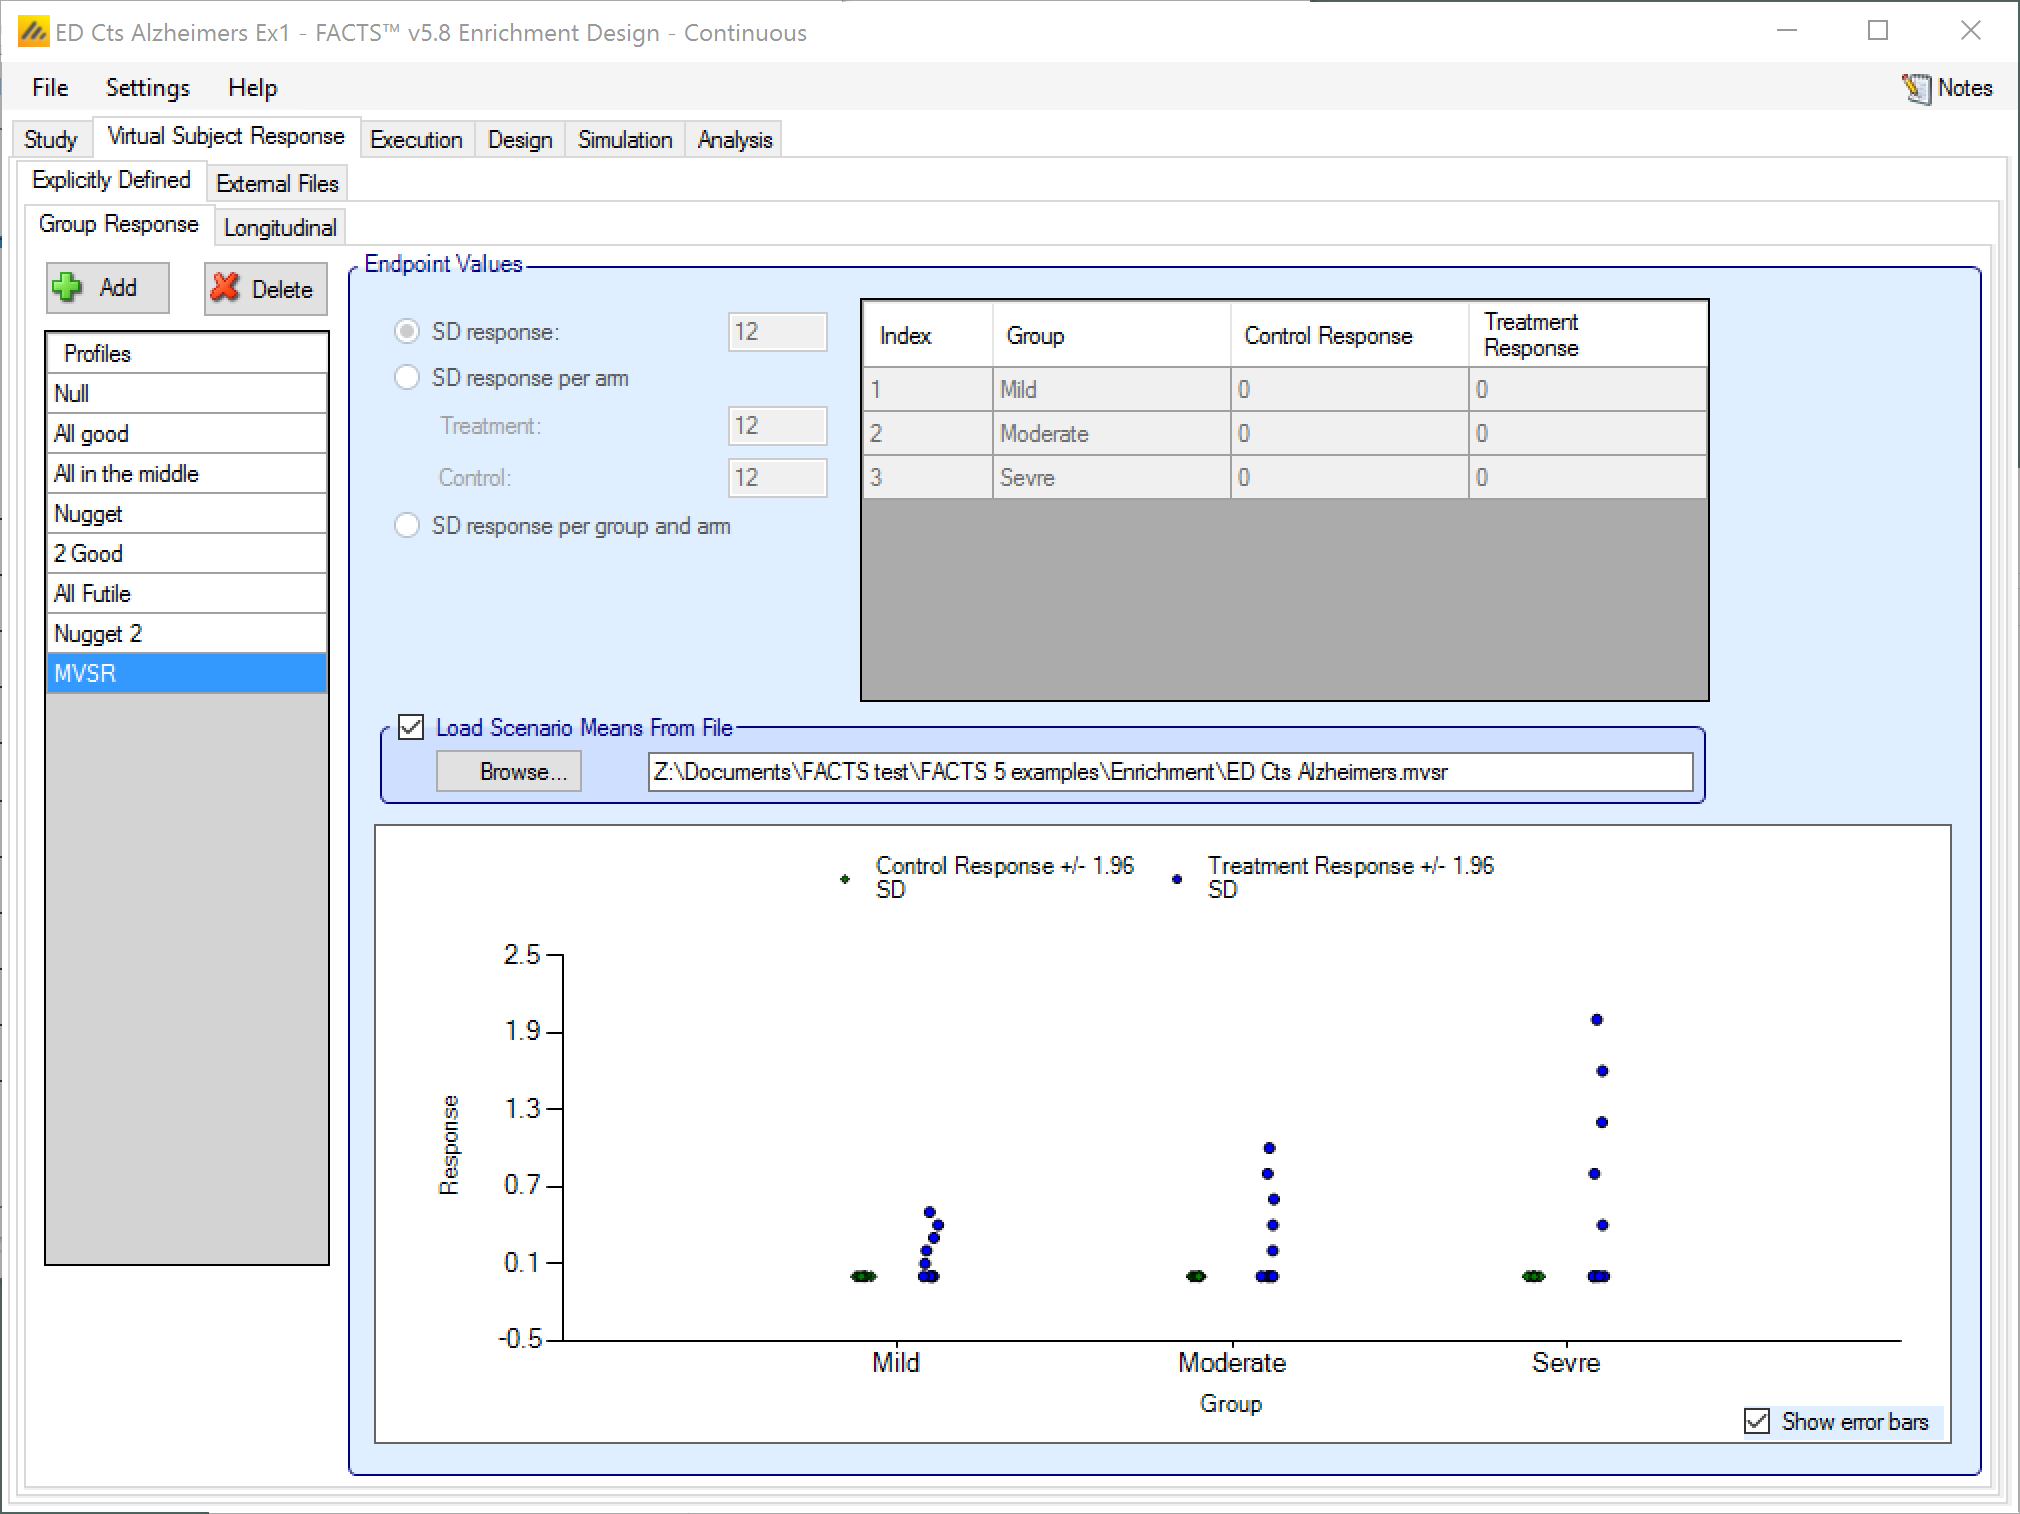 ED Cts Alzheimers Ex1 - FACTS™ v5.8 Enrichment Design - Continuous
File Settings Help Notes
Study Virtual Subject Response Execution Design Simulation Analysis
Explicitly Defined External Files
Group Response Longitudinal
Add Delete
Profiles
Null
All good
All in the middle
Nugget
2 Good
All Futile
Nugget 2
MVSR
Endpoint Values
SD response: 12
SD response per arm
Treatment: 12
Control: 12
SD response per group and arm
Index Group Control Response Treatment
Response
1 Mild 0 0
2 Moderate 0 0
3 Sevre 0 0
Load Scenario Means From File
Browse... Z:\Documents\FACTS test\FACTS 5 examples\Enrichment\ED Cts Alzheimers.mvsr
Control Response +/- 1.96
SD
Treatment Response +/- 1.96
SD
2.5
1.9
1.3
0.7
0.1
-0.5
Response
Mild Moderate Sevre
Group
Show error bars